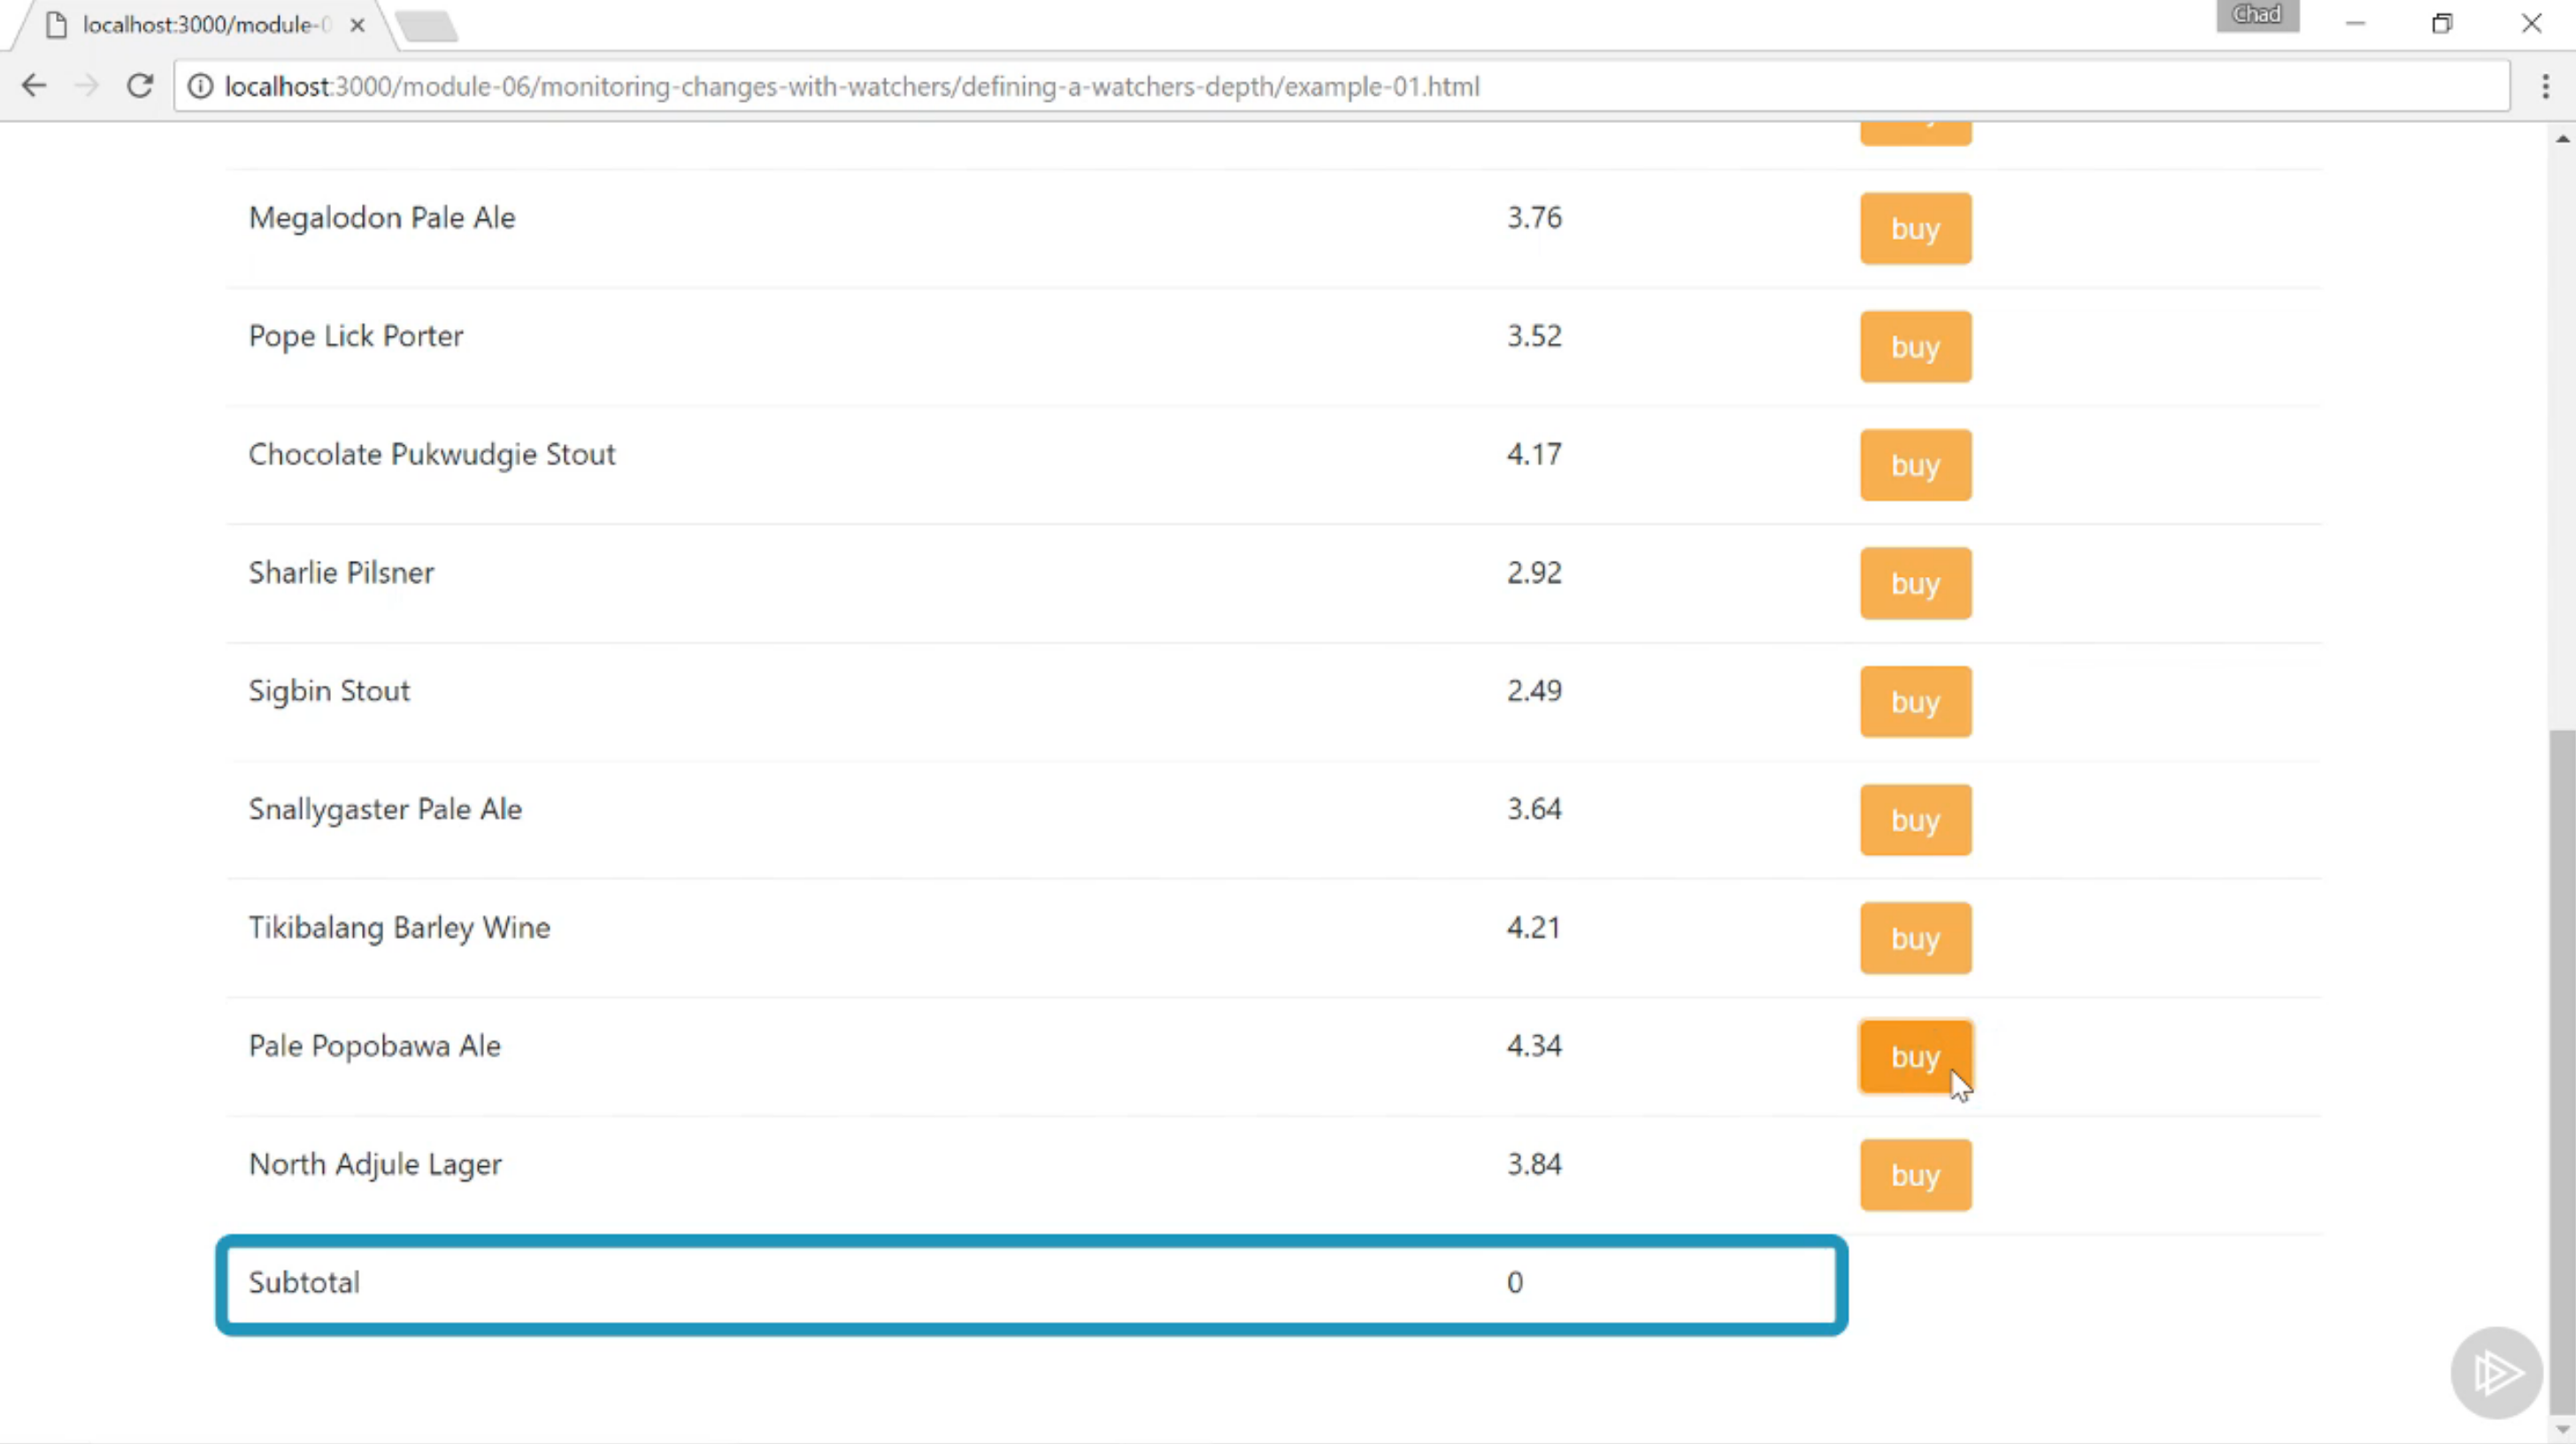 localhost:3000/module-0
Chad
localhost:3000/module-06/monitoring-changes-with-watchers/defining-a-watchers-depth/example-01.html
Megalodon Pale Ale 3.76 buy
Pope Lick Porter 3.52 buy
Chocolate Pukwudgie Stout 4.17 buy
Sharlie Pilsner 2.92 buy
Sigbin Stout 2.49 buy
Snallygaster Pale Ale 3.64 buy
Tikibalang Barley Wine 4.21 buy
Pale Popobawa Ale 4.34 buy
North Adjule Lager 3.84 buy
Subtotal 0